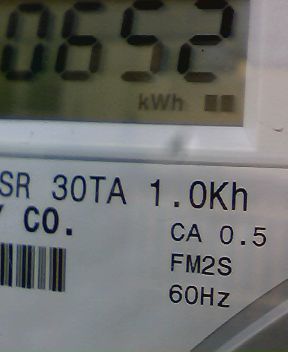 0652
kWh
SR 30TA 1.0Kh
Y CO.
CA 0.5
FM2S
60Hz